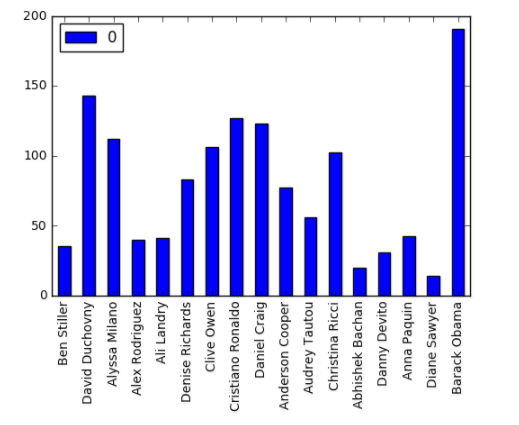 200
150
100
50
0
0
Ben Stiller
David Duchovny
Alyssa Milano
Alex Rodriguez
Ali Landry
Denise Richards
Clive Owen
Cristiano Ronaldo
Daniel Craig
Anderson Cooper
Audrey Tautou
Christina Ricci
Abhishek Bachan
Danny Devito
Anna Paquin
Diane Sawyer
Barack Obama